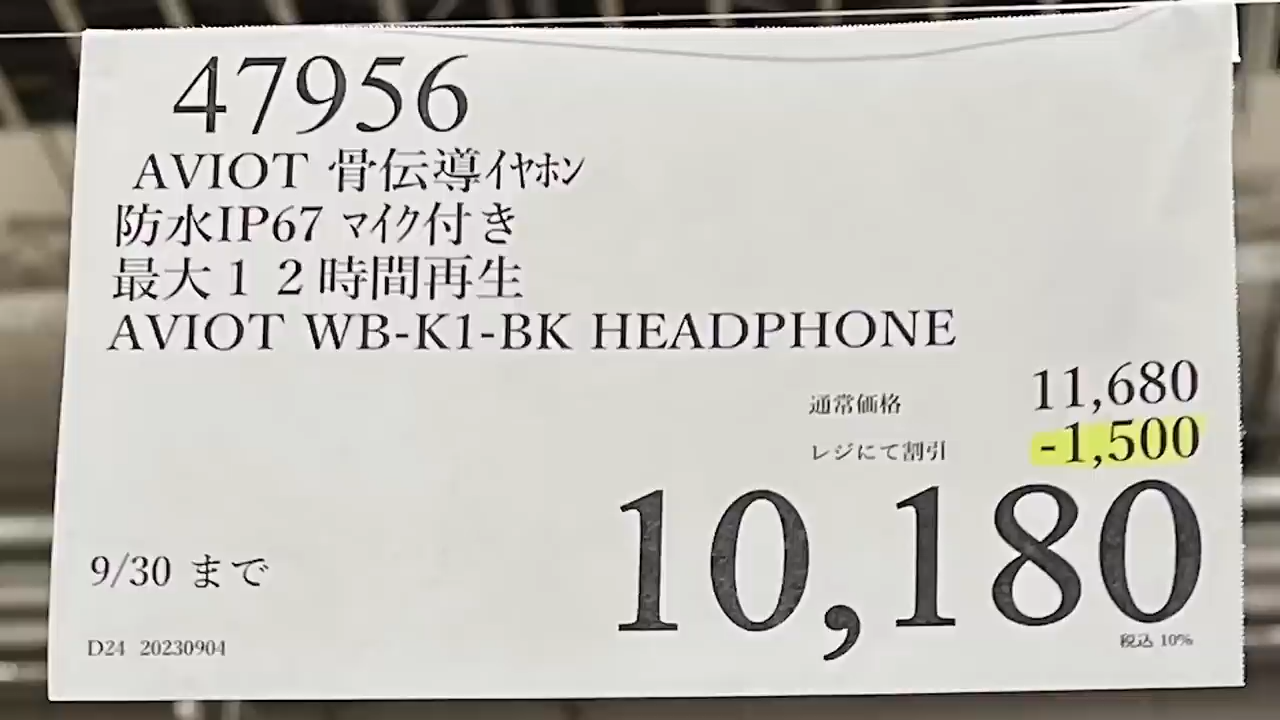 47956
AVIOT 骨伝導ｲﾔﾎﾝ
防水IP67 ﾏｲｸ付き
最大１２時間再生
AVIOT WB-K1-BK HEADPHONE
通常価格 11,680
レジにて割引 -1,500
10,180
税込 10%
9/30 まで
D24 20230904